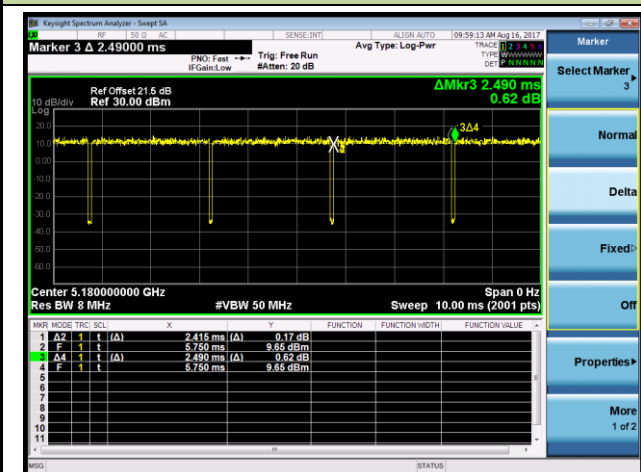 Keysight Spectrum Analyzer - Swept SA
RF 50 Ω AC SENSE:INT ALIGN AUTO 09:59:13 AM Aug 16, 2017
Marker 3 Δ 2.49000 ms
PNO: Fast
IFGain:Low
Trig: Free Run
#Atten: 20 dB
Avg Type: Log-Pwr
TRACE 1 2 3 4 5 6
TYPE
DET P N N N N N
Ref Offset 21.5 dB
10 dB/div Ref 30.00 dBm
Log
ΔMkr3 2.490 ms
0.62 dB
20.0
10.0
0.00
-10.0
-20.0
-30.0
-40.0
-50.0
-60.0
3Δ4
Center 5.180000000 GHz Span 0 Hz
Res BW 8 MHz #VBW 50 MHz Sweep 10.00 ms (2001 pts)
MKR MODE TRC SCL X Y FUNCTION FUNCTION WIDTH FUNCTION VALUE
1 Δ2 1 t (Δ) 2.415 ms (Δ) 0.17 dB
2 F 1 t 5.750 ms 9.65 dBm
3 Δ4 1 t (Δ) 2.490 ms (Δ) 0.62 dB
4 F 1 t 5.750 ms 9.65 dBm
5
6
7
8
9
10
11
MSG STATUS
Marker
Select Marker
3
Normal
Delta
Fixed
Off
Properties
More
1 of 2